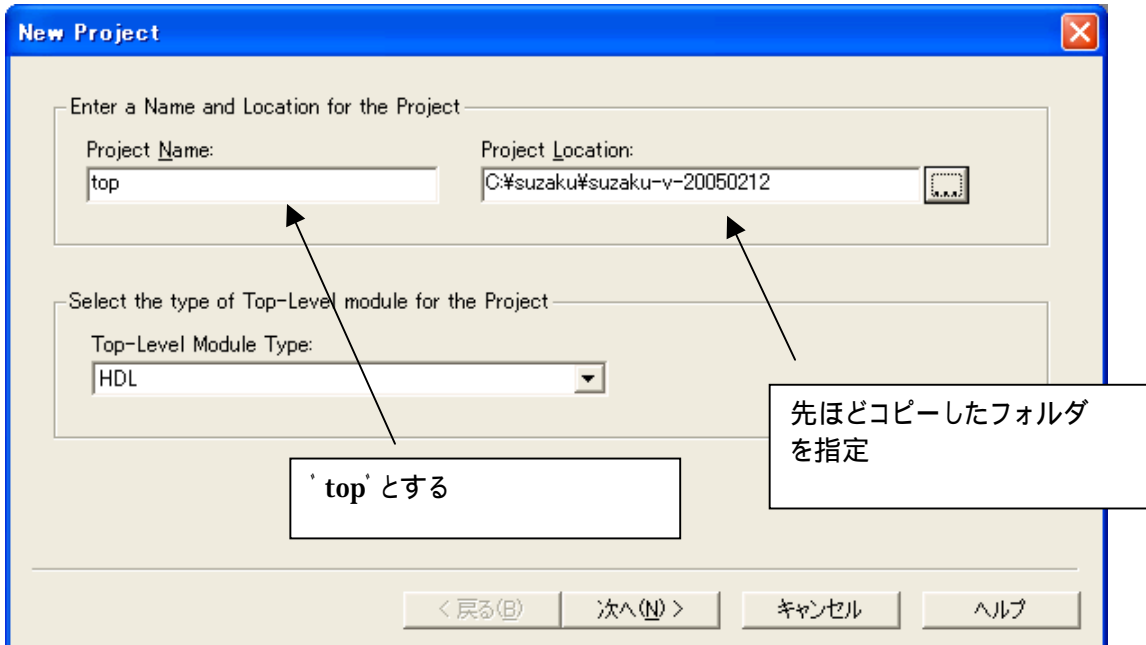 New Project
Enter a Name and Location for the Project
Project Name:
Project Location:
top
C:¥suzaku¥suzaku-v-20050212
...
Select the type of Top-Level module for the Project
Top-Level Module Type:
HDL
先ほどコピーしたフォルダ
を指定
‘top’とする
< 戻る(B)
次へ(N) >
キャンセル
ヘルプ